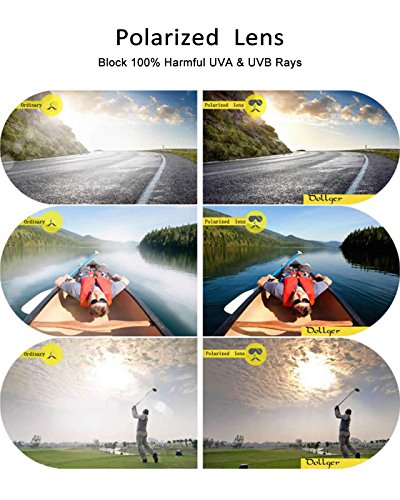 Polarized Lens
Block 100% Harmful UVA & UVB Rays
Ordinary
Polarized lens
Dollger
Ordinary
Polarized lens
Dollger
Ordinary
Polarized lens
Dollger